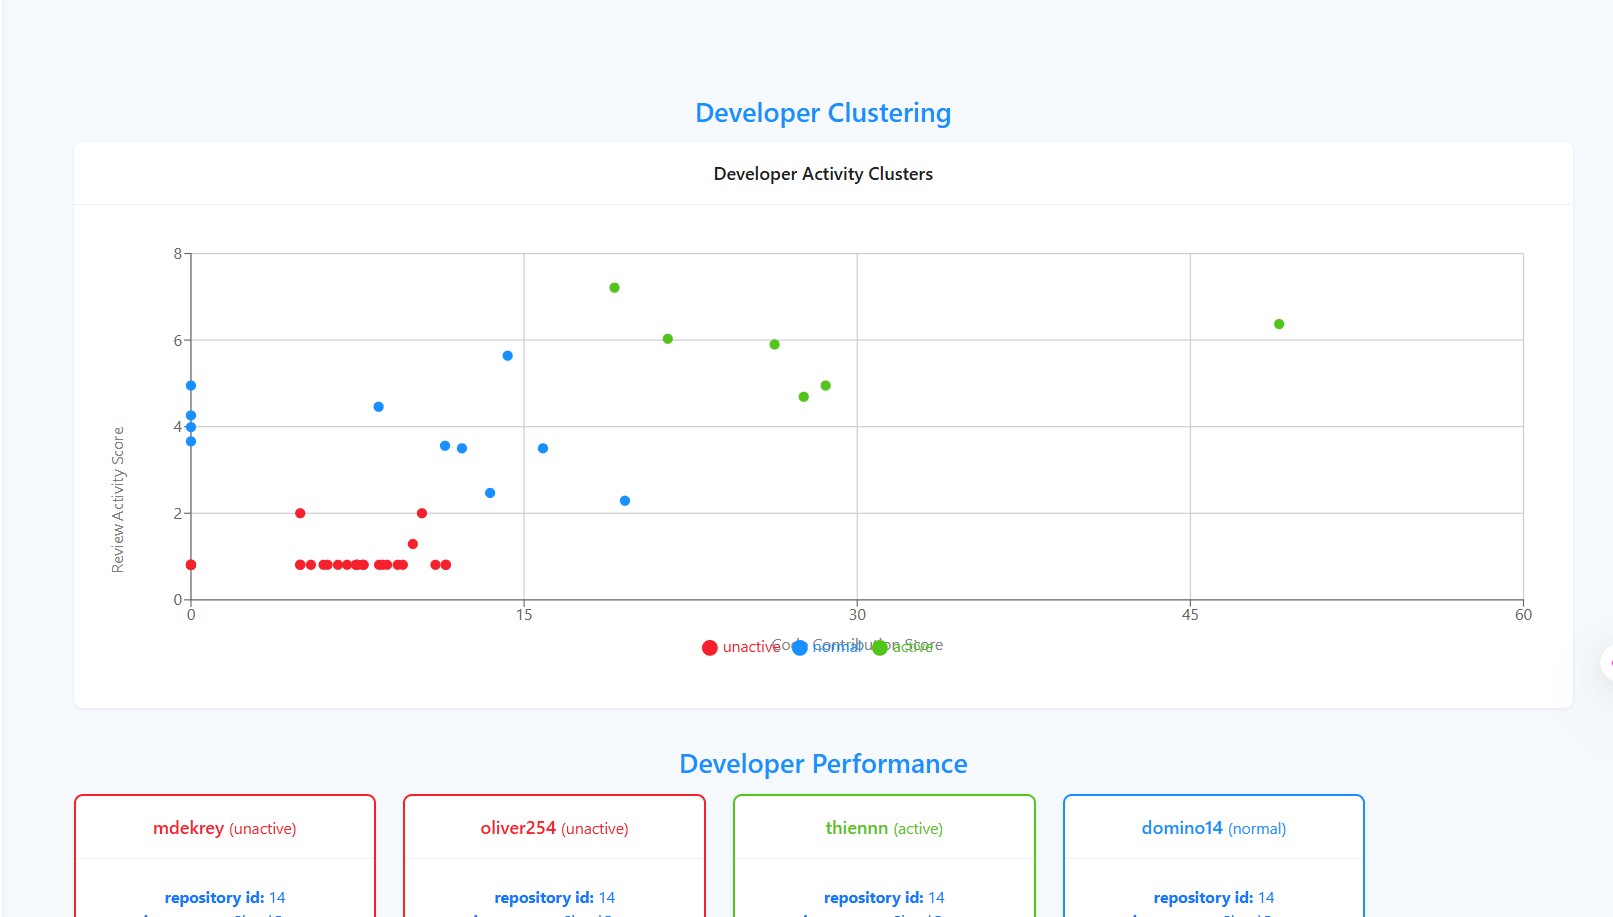 Developer Clustering
Developer Activity Clusters
8
6
4
2
0
Review Activity Score
0 15 30 45 60
Code Contribution Score
unactive normal active
Developer Performance
mdekrey (unactive) oliver254 (unactive) thiennn (active) domino14 (normal)
repository id: 14 repository id: 14 repository id: 14 repository id: 14